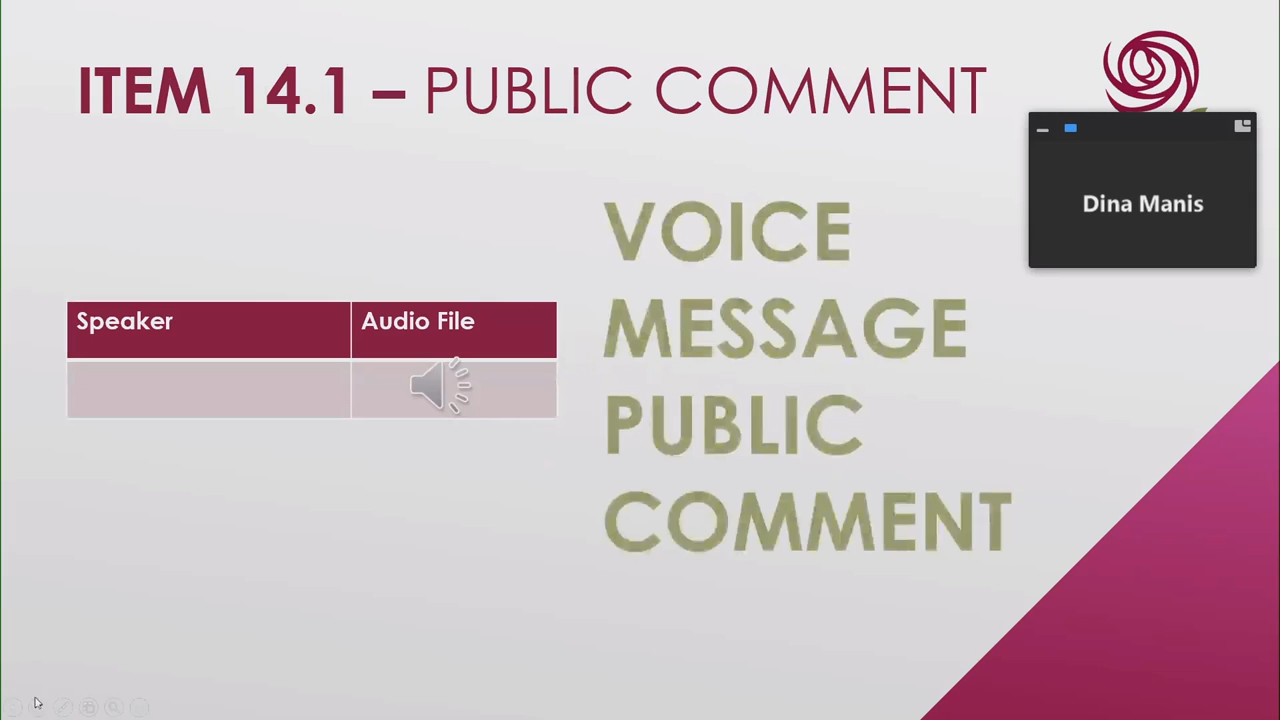 ITEM 14.1 – PUBLIC COMMENT
Dina Manis
VOICE
MESSAGE
PUBLIC
COMMENT
Speaker
Audio File